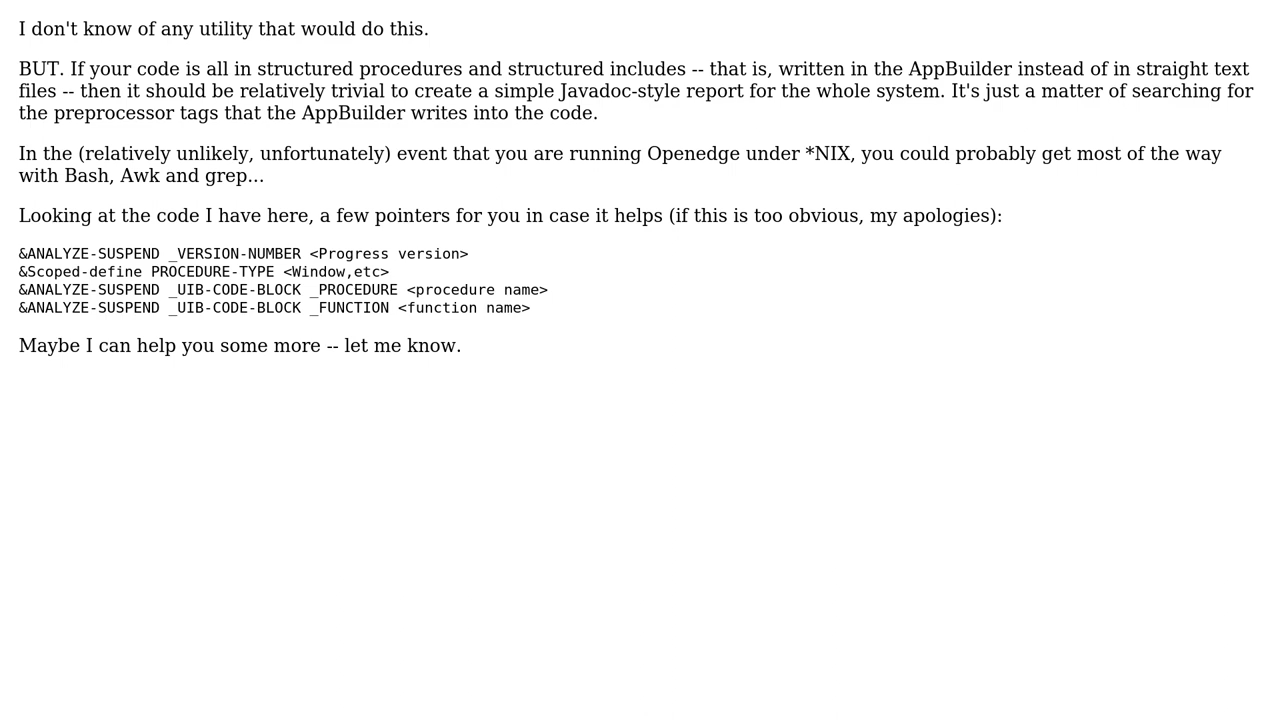 I don't know of any utility that would do this.
BUT. If your code is all in structured procedures and structured includes -- that is, written in the AppBuilder instead of in straight text
files -- then it should be relatively trivial to create a simple Javadoc-style report for the whole system. It's just a matter of searching for
the preprocessor tags that the AppBuilder writes into the code.
In the (relatively unlikely, unfortunately) event that you are running Openedge under *NIX, you could probably get most of the way
with Bash, Awk and grep...
Looking at the code I have here, a few pointers for you in case it helps (if this is too obvious, my apologies):
&ANALYZE-SUSPEND _VERSION-NUMBER <Progress version>
&Scoped-define PROCEDURE-TYPE <Window,etc>
&ANALYZE-SUSPEND _UIB-CODE-BLOCK _PROCEDURE <procedure name>
&ANALYZE-SUSPEND _UIB-CODE-BLOCK _FUNCTION <function name>
Maybe I can help you some more -- let me know.